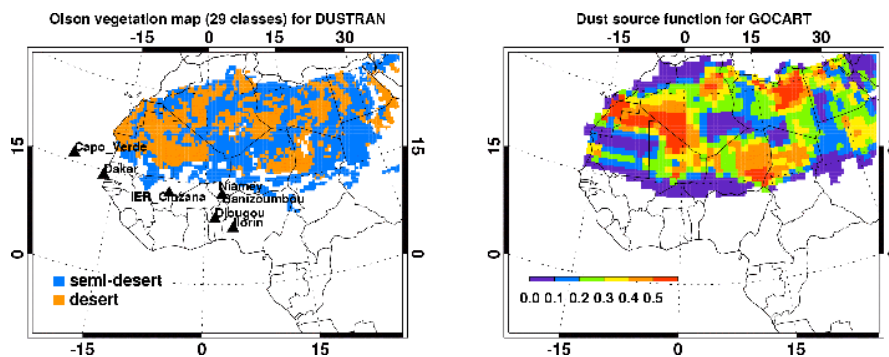 Olson vegetation map (29 classes) for DUSTRAN
-15 0 15 30
15
0
Capo_Verde
Dakar
IER_Cinzana
Niamey
Banizoumbou
Djougou
Ilorin
semi-desert
desert
-15 0 15
15
0
Dust source function for GOCART
-15 0 15 30
15
0
0.0 0.1 0.2 0.3 0.4 0.5
-15 0 15